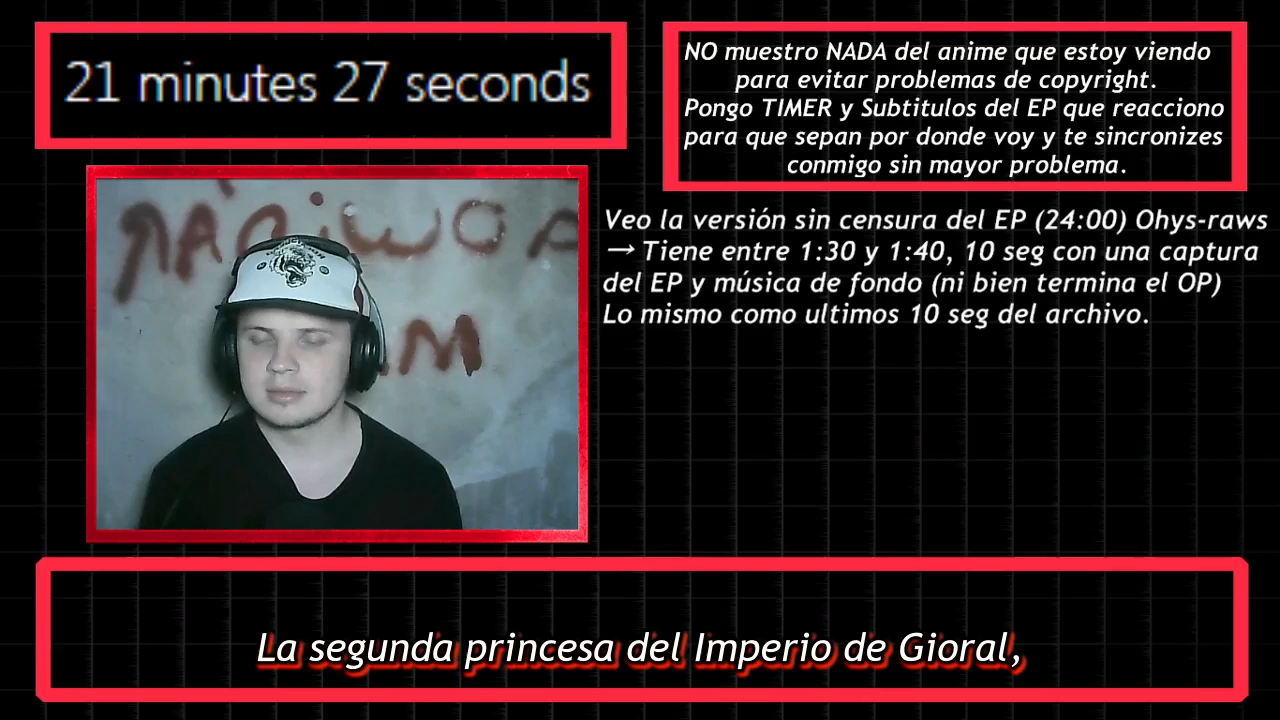 21 minutes 27 seconds
NO muestro NADA del anime que estoy viendo
para evitar problemas de copyright.
Pongo TIMER y Subtitulos del EP que reacciono
para que sepan por donde voy y te sincronizes
conmigo sin mayor problema.
Veo la versión sin censura del EP (24:00) Ohys-raws
→ Tiene entre 1:30 y 1:40, 10 seg con una captura
del EP y música de fondo (ni bien termina el OP)
Lo mismo como ultimos 10 seg del archivo.
La segunda princesa del Imperio de Gioral,